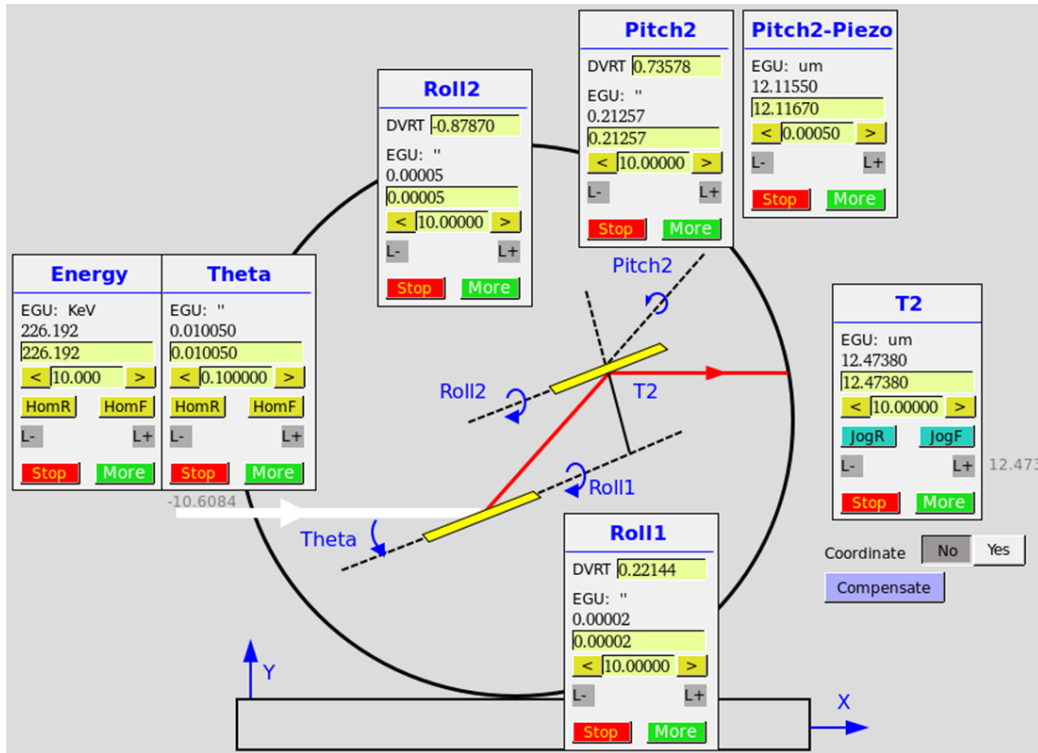 Pitch2
DVRT 0.73578
EGU: "
0.21257
0.21257
< 10.00000 >
L- L+
Stop More
Pitch2-Piezo
EGU: um
12.11550
12.11670
< 0.00050 >
L- L+
Stop More
Roll2
DVRT -0.87870
EGU: "
0.00005
0.00005
< 10.00000 >
L- L+
Stop More
Energy
EGU: KeV
226.192
226.192
< 10.000 >
HomR HomF
L- L+
Stop More
Theta
EGU: "
0.010050
0.010050
< 0.100000 >
HomR HomF
L- L+
Stop More
-10.6084
Pitch2
Roll2
T2
Roll1
Theta
T2
EGU: um
12.47380
12.47380
< 10.00000 >
JogR JogF
L- L+
12.473
Stop More
Coordinate No Yes
Compensate
Roll1
DVRT 0.22144
EGU: "
0.00002
0.00002
< 10.00000 >
L- L+
Stop More
Y
X